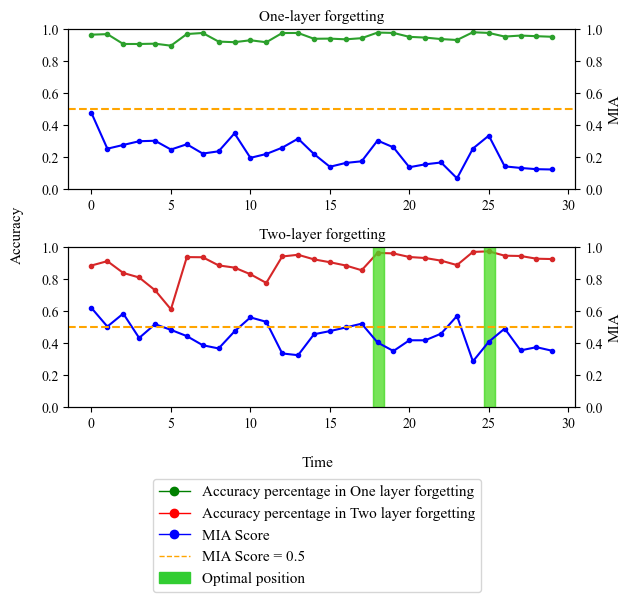 One-layer forgetting
1.0 1.0
0.8 0.8
0.6 0.6
0.4 0.4
0.2 0.2
0.0 0.0
0 5 10 15 20 25 30
MIA
Accuracy
Two-layer forgetting
1.0 1.0
0.8 0.8
0.6 0.6
0.4 0.4
0.2 0.2
0.0 0.0
0 5 10 15 20 25 30
MIA
Time
Accuracy percentage in One layer forgetting
Accuracy percentage in Two layer forgetting
MIA Score
MIA Score = 0.5
Optimal position